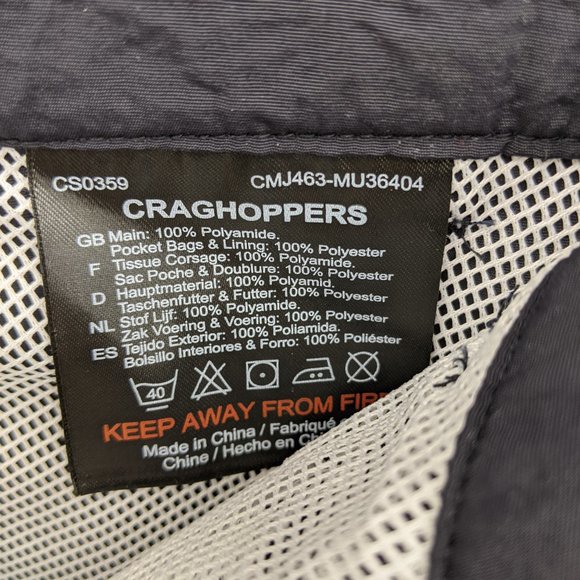 CS0359 CMJ463-MU36404
CRAGHOPPERS
GB Main: 100% Polyamide.
Pocket Bags & Lining: 100% Polyester
F Tissue Corsage: 100% Polyamide.
Sac Poche & Doublure: 100% Polyester
D Hauptmaterial: 100% Polyamid.
Taschenfutter & Futter: 100% Polyester
NL Stof Lijf: 100% Polyamide.
Zak Voering & Voering: 100% Polyester
ES Tejido Exterior: 100% Poliamida.
Bolsillo Interiores & Forro: 100% Poliéster
40
KEEP AWAY FROM
Made in China / Fabriqué
Chine / Hecho en